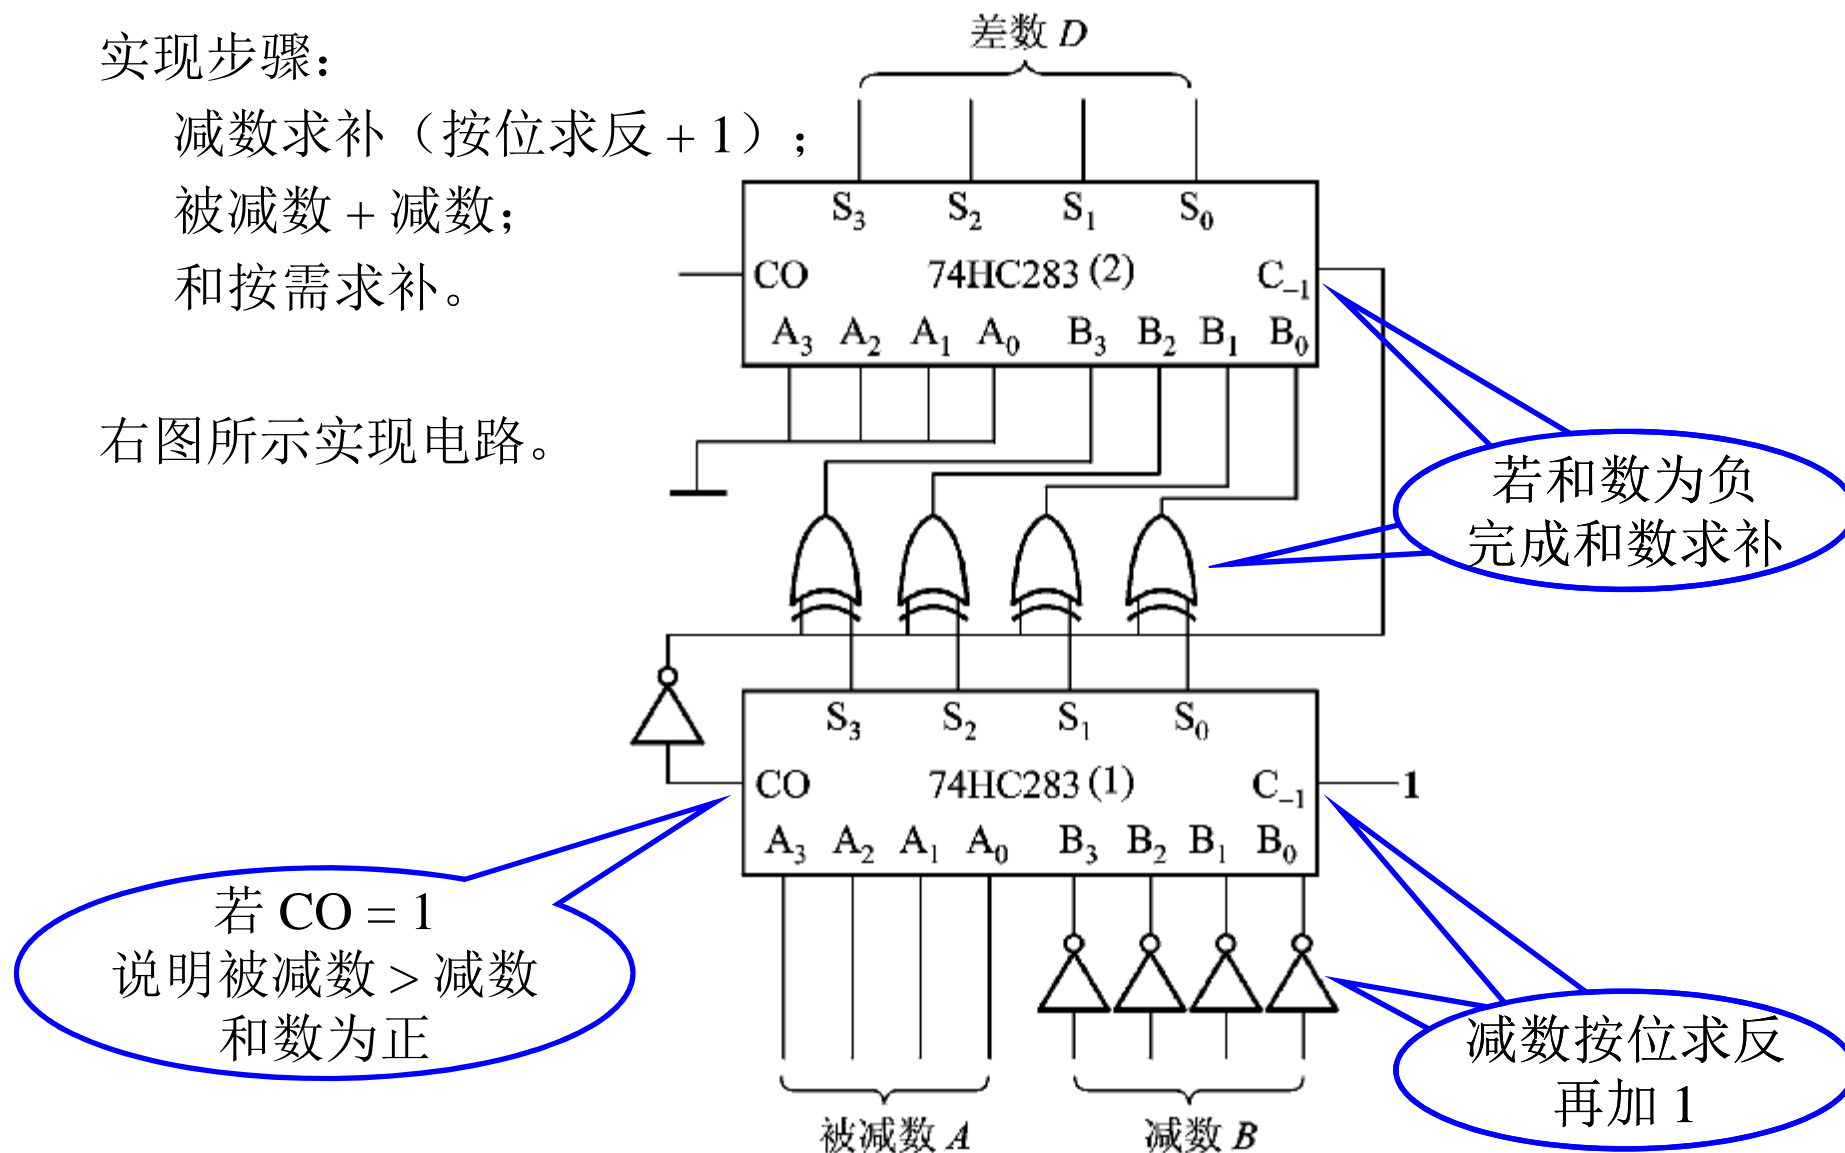 实现步骤：
减数求补（按位求反 + 1）；
被减数 + 减数；
和按需求补。
右图所示实现电路。
差数 D
S₃ S₂ S₁ S₀
CO 74HC283 (2) C₋₁
A₃ A₂ A₁ A₀ B₃ B₂ B₁ B₀
若和数为负
完成和数求补
S₃ S₂ S₁ S₀
CO 74HC283 (1) C₋₁ 1
A₃ A₂ A₁ A₀ B₃ B₂ B₁ B₀
若 CO = 1
说明被减数 > 减数
和数为正
减数按位求反
再加 1
被减数 A 减数 B